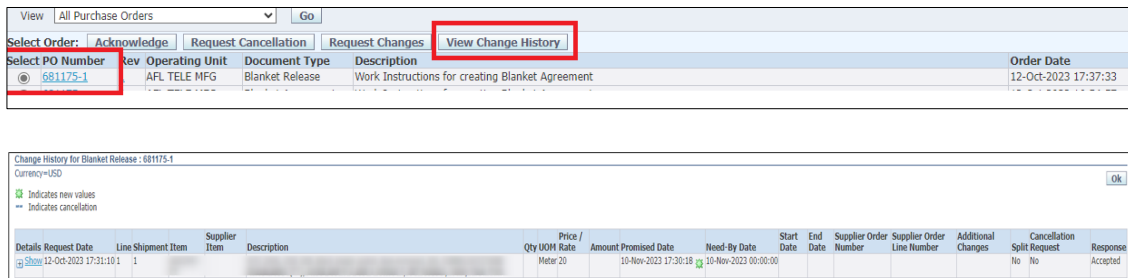 View All Purchase Orders Go
Select Order: Acknowledge Request Cancellation Request Changes View Change History
Select PO Number Rev Operating Unit Document Type Description Order Date
681175-1 AFL TELE MFG Blanket Release Work Instructions for creating Blanket Agreement 12-Oct-2023 17:37:33
Change History for Blanket Release : 681175-1
Currency=USD
Ok
Indicates new values
Indicates cancellation
Details Request Date Line Shipment Item Supplier Item Description Qty UOM Price / Rate Amount Promised Date Need-By Date Start Date End Date Supplier Order Number Supplier Order Line Number Additional Changes Split Cancellation Request Response
Show 12-Oct-2023 17:31:10 1 1 Meter 20 10-Nov-2023 17:30:18 10-Nov-2023 00:00:00 No No Accepted